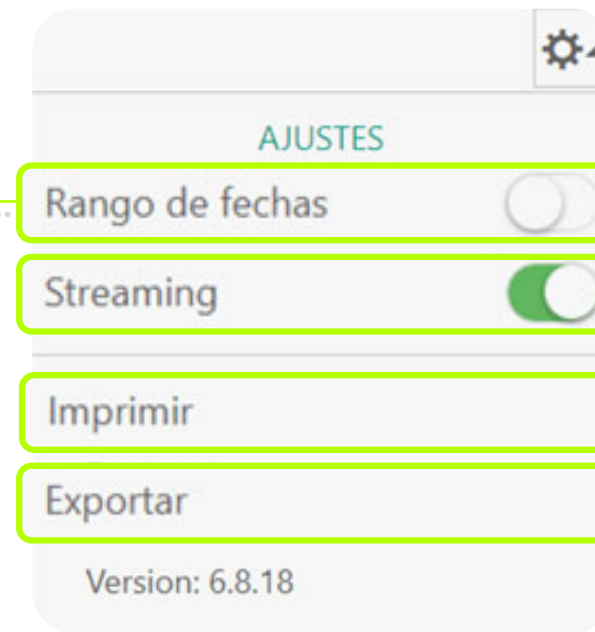 AJUSTES
Rango de fechas
Streaming
Imprimir
Exportar
Version: 6.8.18